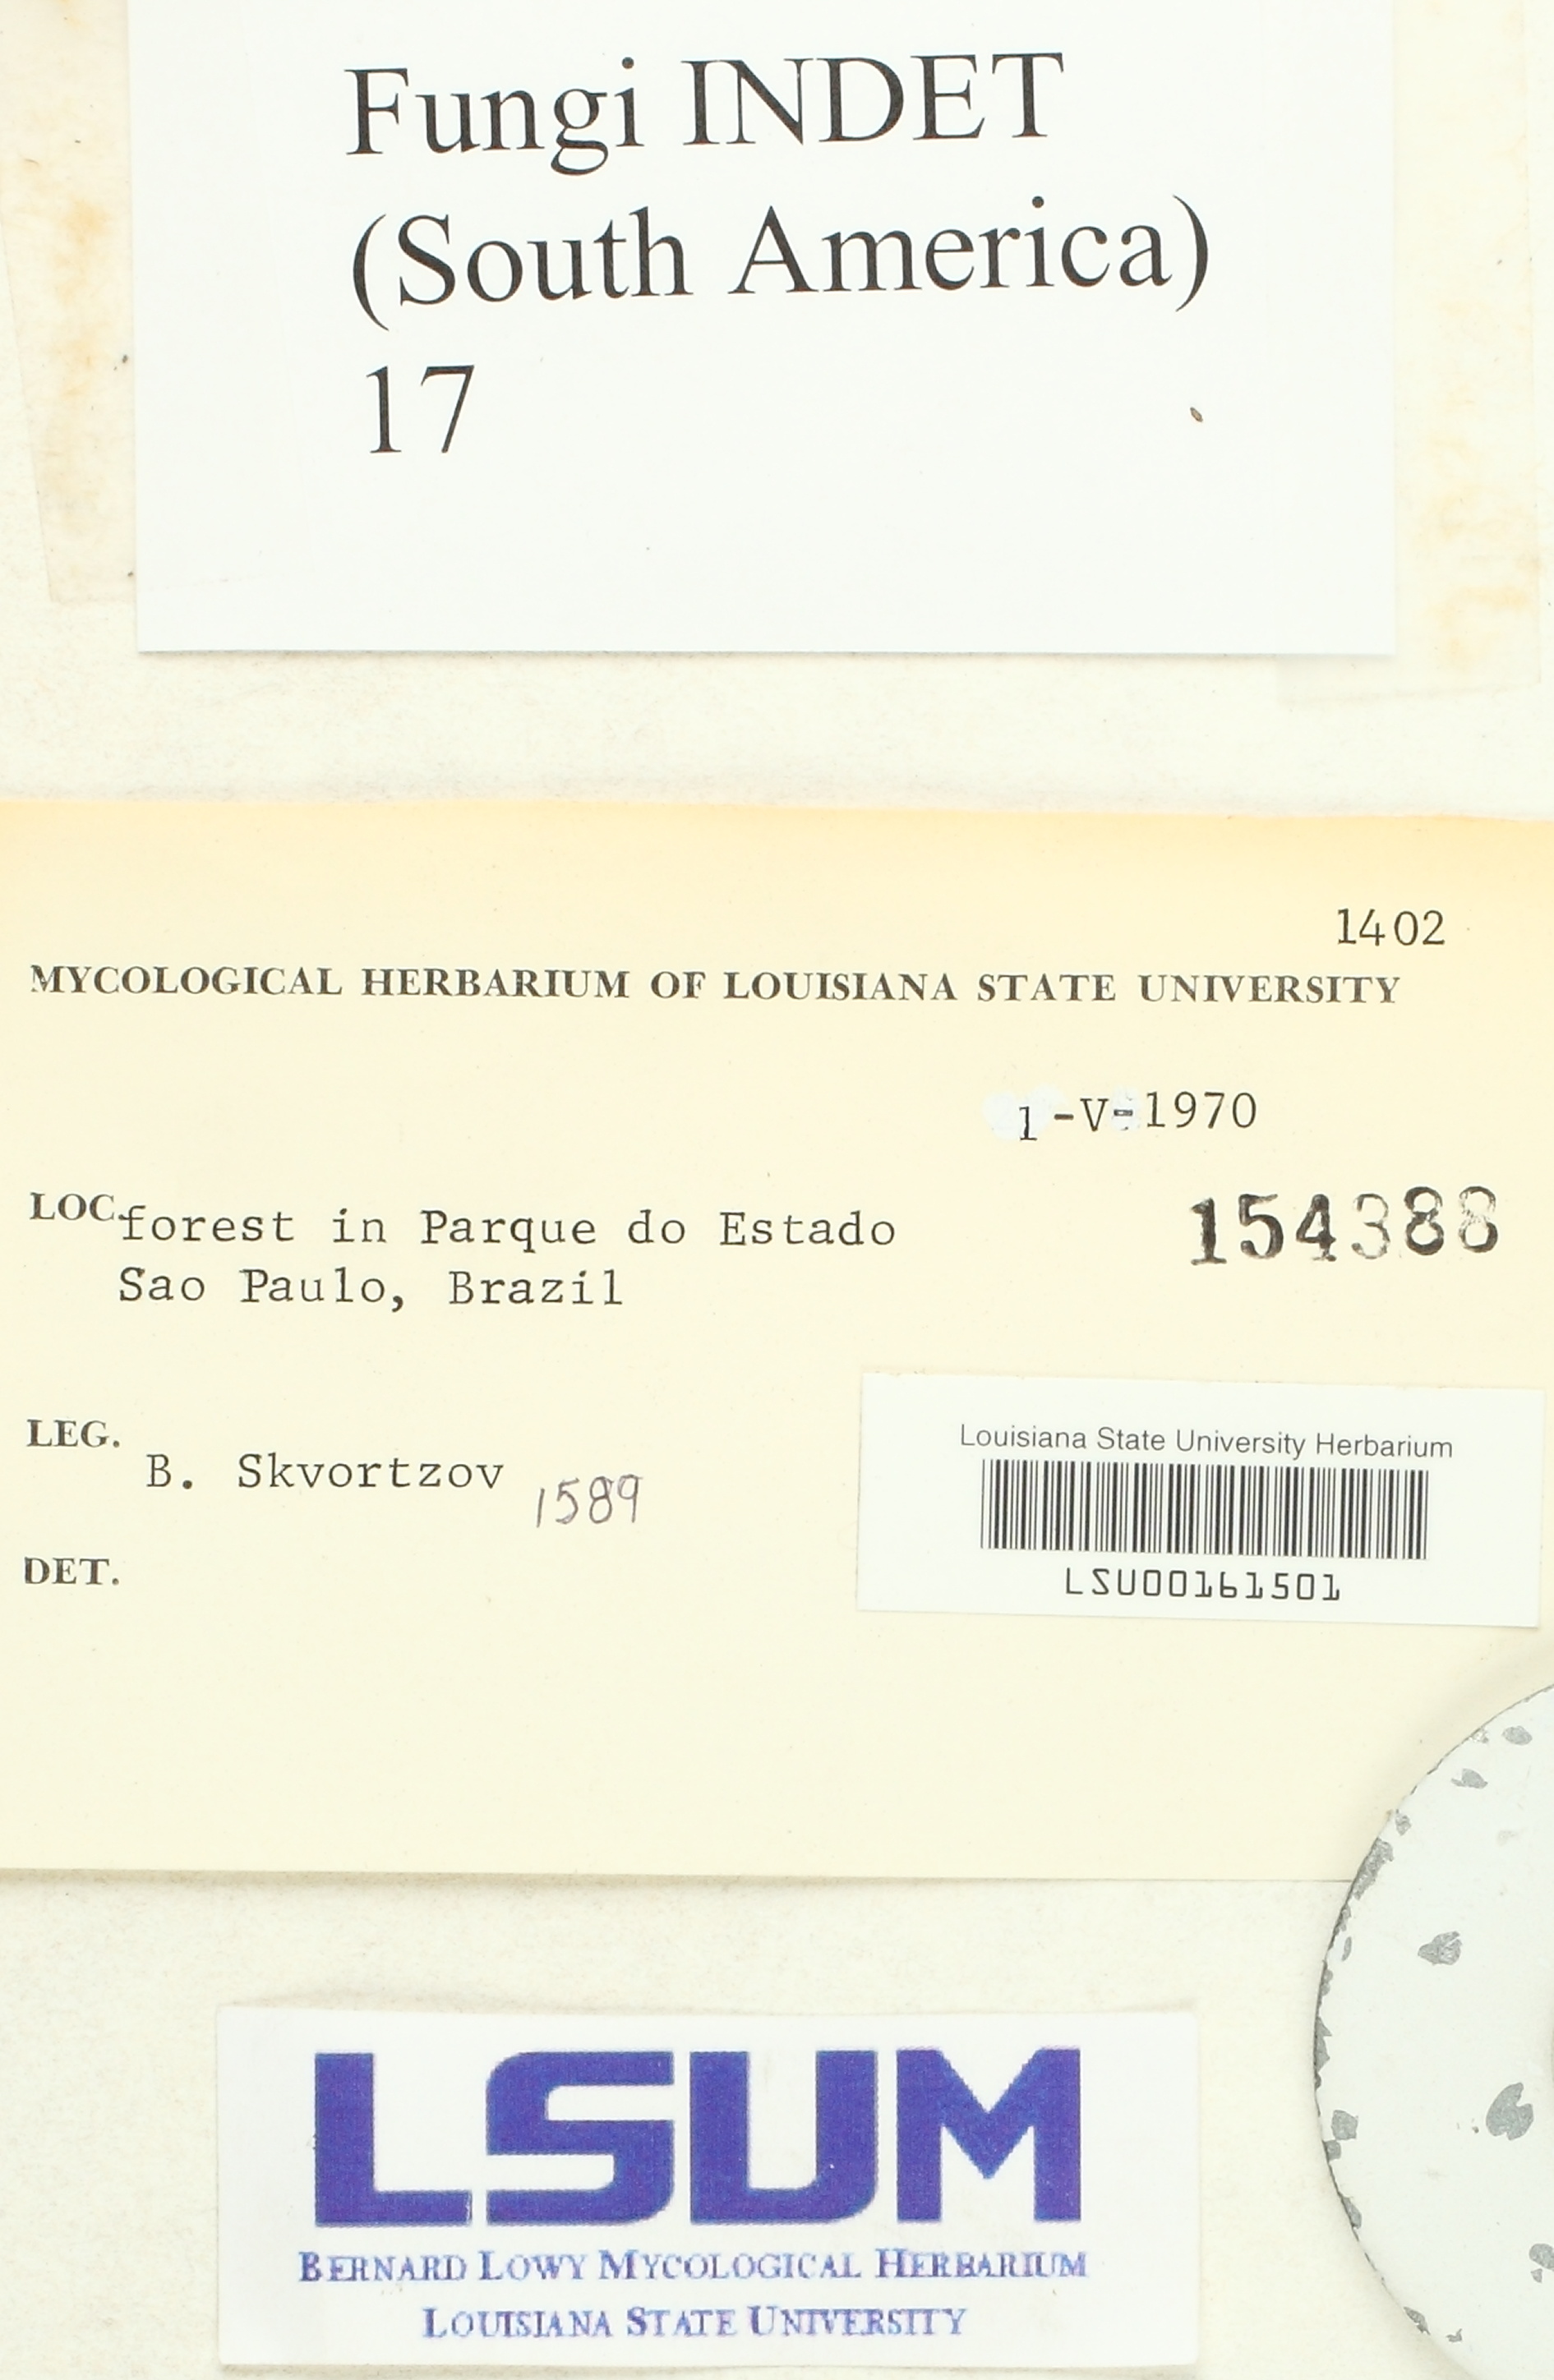 Fungi INDET
(South America)
17
1402
MYCOLOGICAL HERBARIUM OF LOUISIANA STATE UNIVERSITY
1-V-1970
LOC. forest in Parque do Estado
154388
Sao Paulo, Brazil
LEG.
B. Skvortzov 1589
DET.
Louisiana State University Herbarium
LSU00161501
LSUM
BERNARD LOWY MYCOLOGICAL HERBARIUM
LOUISIANA STATE UNIVERSITY